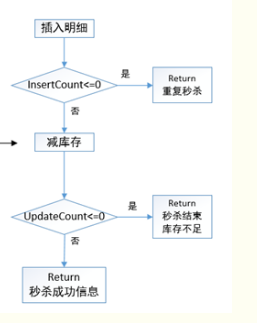 插入明细
是
InsertCount<=0
Return
重复秒杀
否
减库存
是
UpdateCount<=0
Return
秒杀结束
库存不足
否
Return
秒杀成功信息